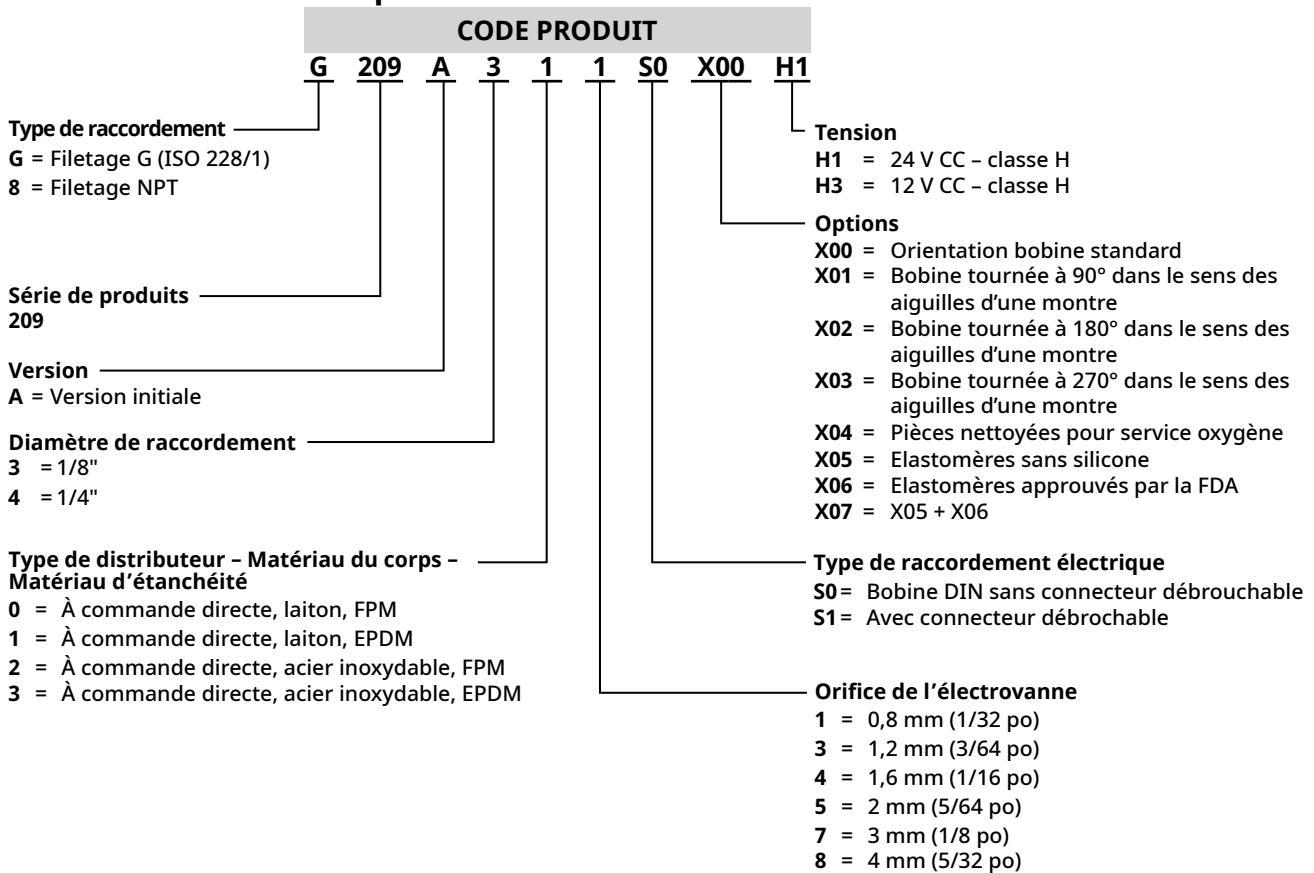 CODE PRODUIT
G 209 A 3 1 1 S0 X00 H1
Type de raccordement
G = Filetage G (ISO 228/1)
8 = Filetage NPT
Série de produits
209
Version
A = Version initiale
Diamètre de raccordement
3 = 1/8"
4 = 1/4"
Type de distributeur – Matériau du corps –
Matériau d'étanchéité
0 = À commande directe, laiton, FPM
1 = À commande directe, laiton, EPDM
2 = À commande directe, acier inoxydable, FPM
3 = À commande directe, acier inoxydable, EPDM
Tension
H1 = 24 V CC – classe H
H3 = 12 V CC – classe H
Options
X00 = Orientation bobine standard
X01 = Bobine tournée à 90° dans le sens des
aiguilles d'une montre
X02 = Bobine tournée à 180° dans le sens des
aiguilles d'une montre
X03 = Bobine tournée à 270° dans le sens des
aiguilles d'une montre
X04 = Pièces nettoyées pour service oxygène
X05 = Elastomères sans silicone
X06 = Elastomères approuvés par la FDA
X07 = X05 + X06
Type de raccordement électrique
S0 = Bobine DIN sans connecteur débrouchable
S1 = Avec connecteur débrochable
Orifice de l'électrovanne
1 = 0,8 mm (1/32 po)
3 = 1,2 mm (3/64 po)
4 = 1,6 mm (1/16 po)
5 = 2 mm (5/64 po)
7 = 3 mm (1/8 po)
8 = 4 mm (5/32 po)